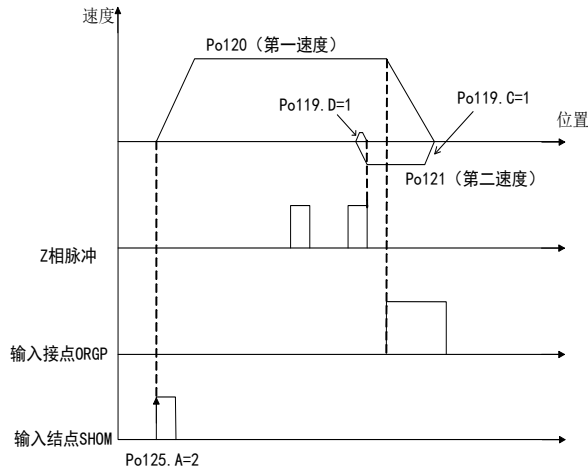 速度
Po120（第一速度）
Po119.D=1
Po119.C=1
位置
Po121（第二速度）
Z相脉冲
输入接点ORGP
输入结点SHOM
Po125.A=2